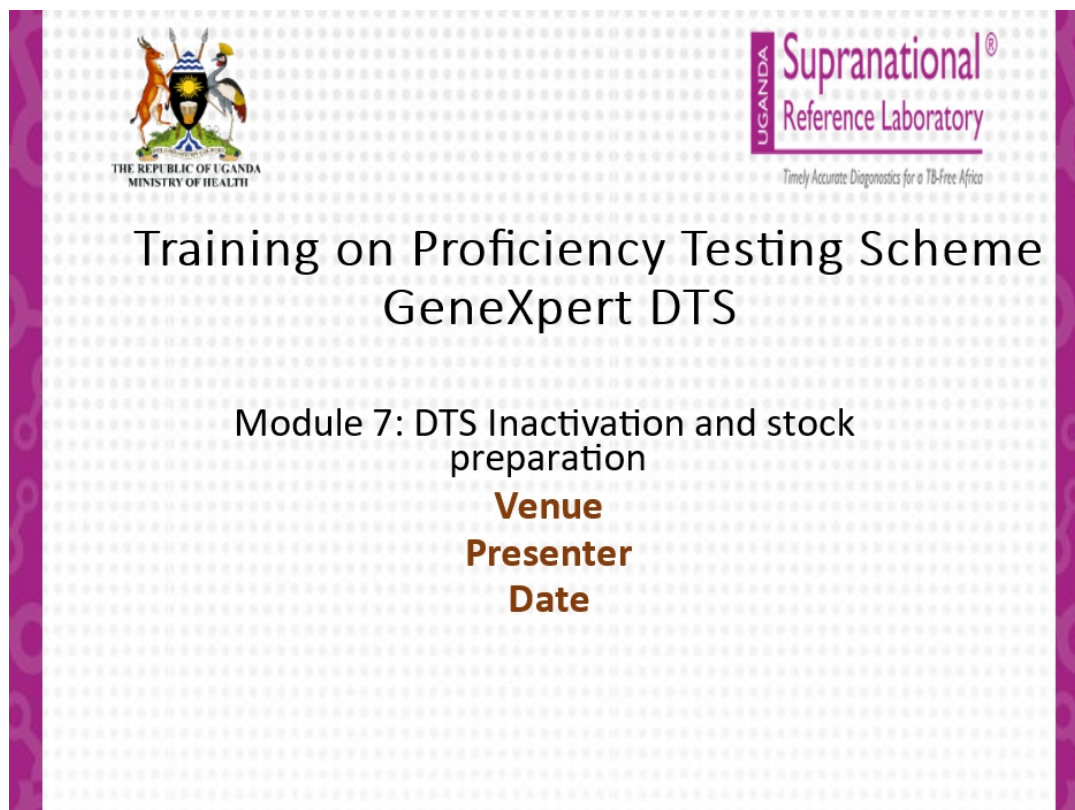 THE REPUBLIC OF UGANDA
MINISTRY OF HEALTH
UGANDA
Supranational ®
Reference Laboratory
Timely Accurate Diagonostics for a TB-Free Africa
Training on Proficiency Testing Scheme
GeneXpert DTS
Module 7: DTS Inactivation and stock
preparation
Venue
Presenter
Date